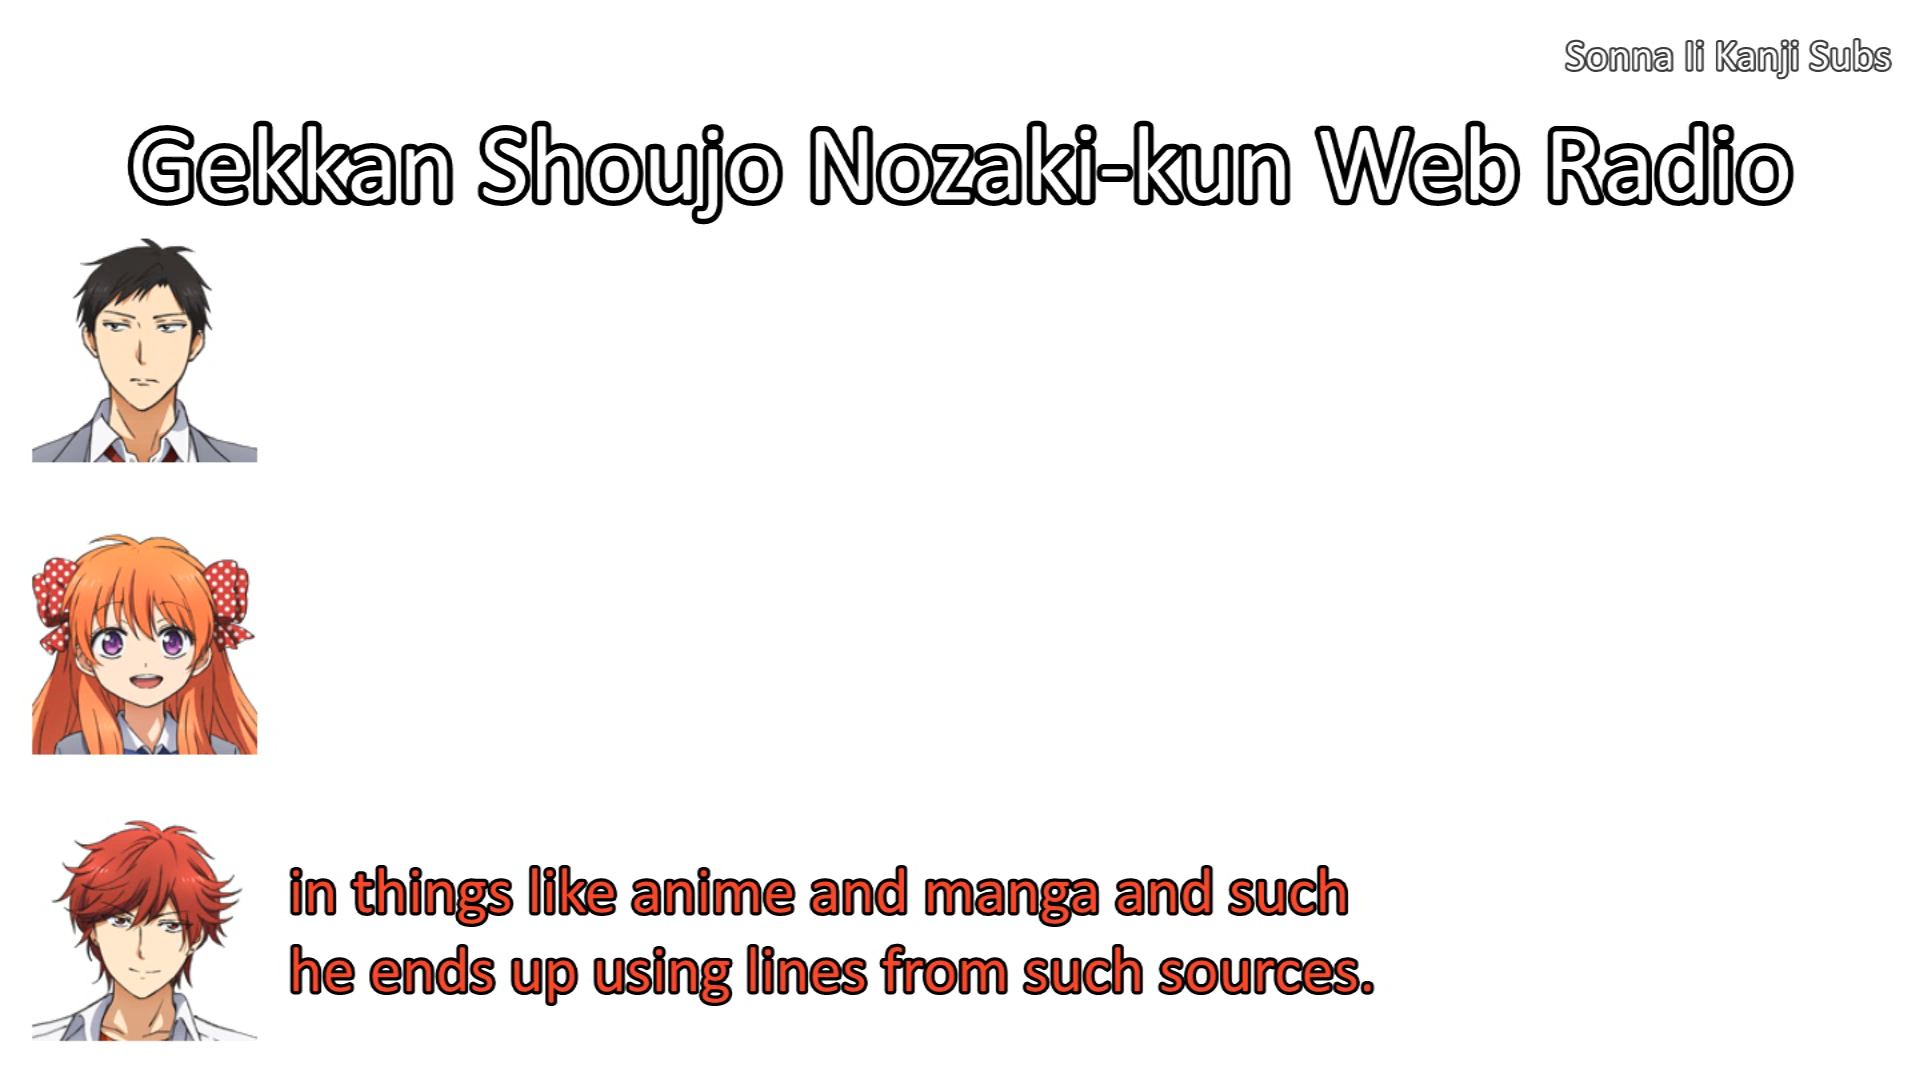 Sonna Ii Kanji Subs
Gekkan Shoujo Nozaki-kun Web Radio
in things like anime and manga and such
he ends up using lines from such sources.